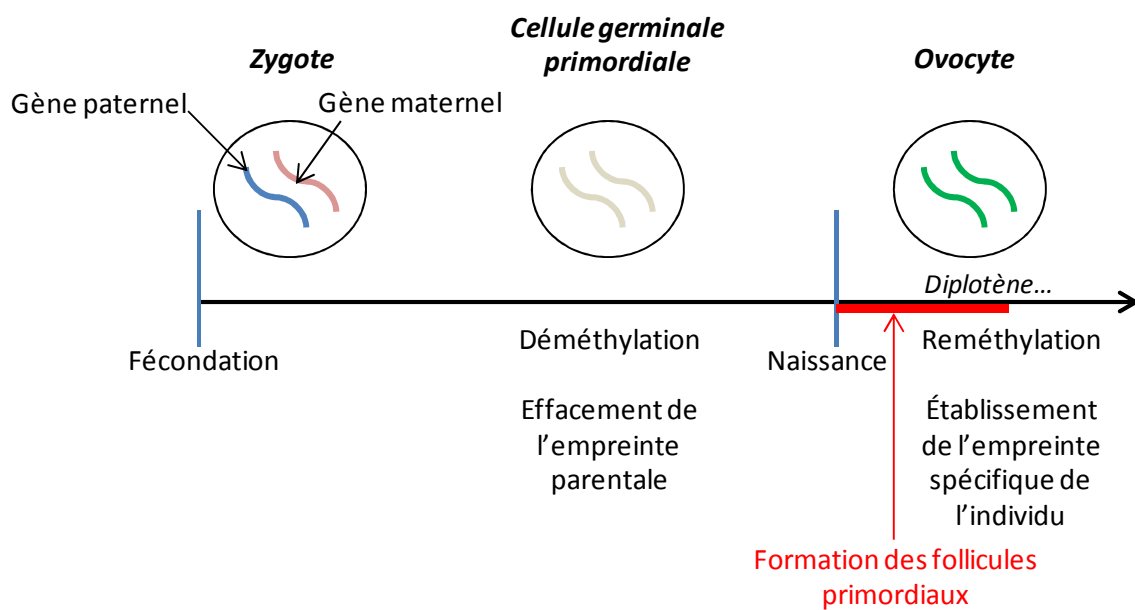 Zygote
Cellule germinale
primordiale
Ovocyte
Gène paternel
Gène maternel
Diplotène...
Fécondation
Déméthylation
Naissance
Reméthylation
Effacement de
l'empreinte
parentale
Établissement
de l'empreinte
spécifique de
l'individu
Formation des follicules
primordiaux